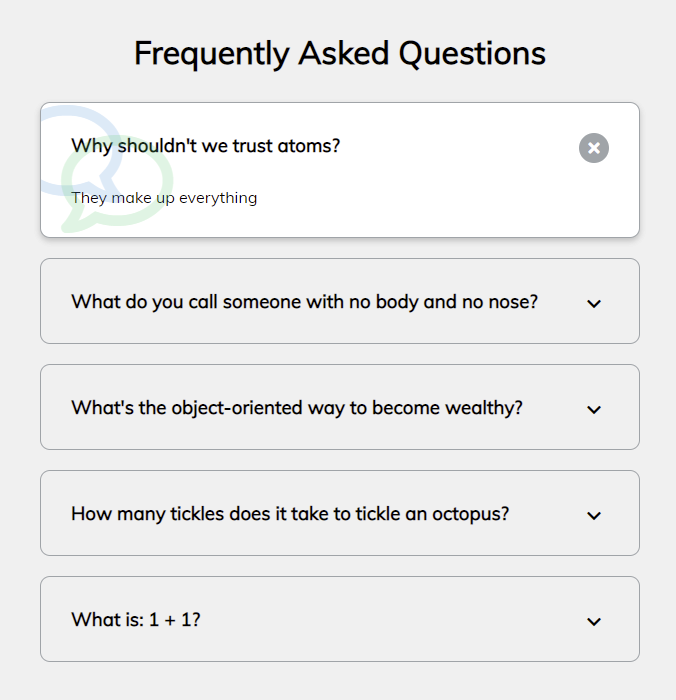 Frequently Asked Questions
Why shouldn't we trust atoms?
They make up everything
What do you call someone with no body and no nose?
What's the object-oriented way to become wealthy?
How many tickles does it take to tickle an octopus?
What is: 1 + 1?